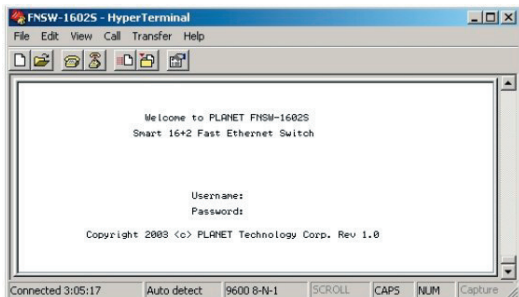 FNSW-1602S - HyperTerminal
File Edit View Call Transfer Help
Welcome to PLANET FNSW-1602S
Smart 16+2 Fast Ethernet Switch
Username:
Password:
Copyright 2003 (c) PLANET Technology Corp. Rev 1.0
Connected 3:05:17 Auto detect 9600 8-N-1 SCROLL CAPS NUM Capture